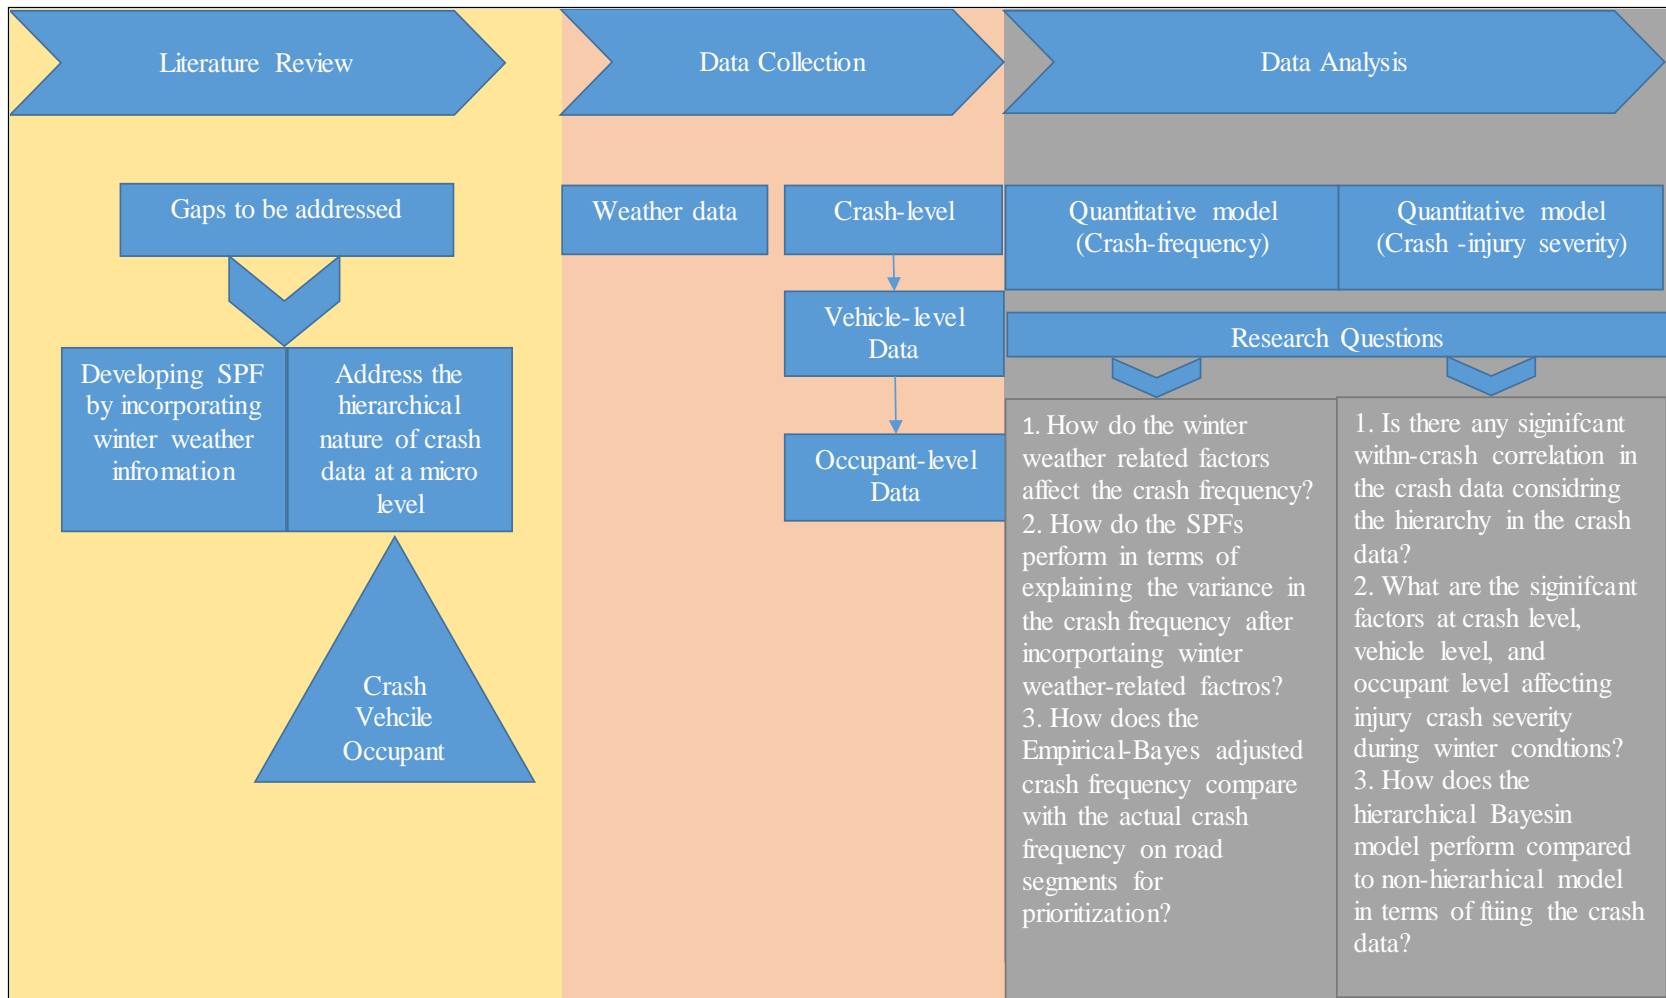 Literature Review
Data Collection
Data Analysis
Gaps to be addressed
Developing SPF
by incorporating
winter weather
infromation
Address the
hierarchical
nature of crash
data at a micro
level
Crash
Vehcile
Occupant
Weather data
Crash-level
Vehicle-level
Data
Occupant-level
Data
Quantitative model
(Crash-frequency)
Quantitative model
(Crash -injury severity)
Research Questions
1. How do the winter
weather related factors
affect the crash frequency?
2. How do the SPFs
perform in terms of
explaining the variance in
the crash frequency after
incorportaing winter
weather-related factros?
3. How does the
Empirical-Bayes adjusted
crash frequency compare
with the actual crash
frequency on road
segments for
prioritization?
1. Is there any siginifcant
withn-crash correlation in
the crash data considring
the hierarchy in the crash
data?
2. What are the siginifcant
factors at crash level,
vehicle level, and
occupant level affecting
injury crash severity
during winter condtions?
3. How does the
hierarchical Bayesin
model perform compared
to non-hierarhical model
in terms of ftiing the crash
data?